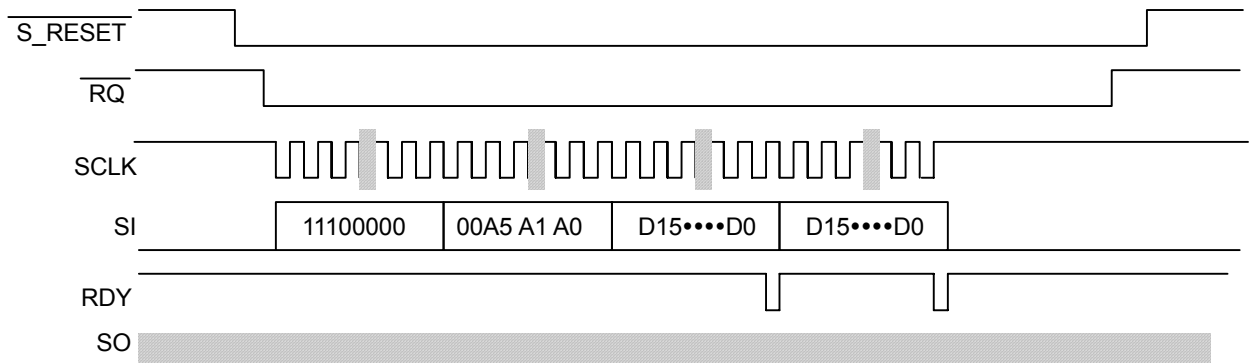 S_RESET
RQ
SCLK
SI 11100000 00A5 A1 A0 D15••••D0 D15••••D0
RDY
SO